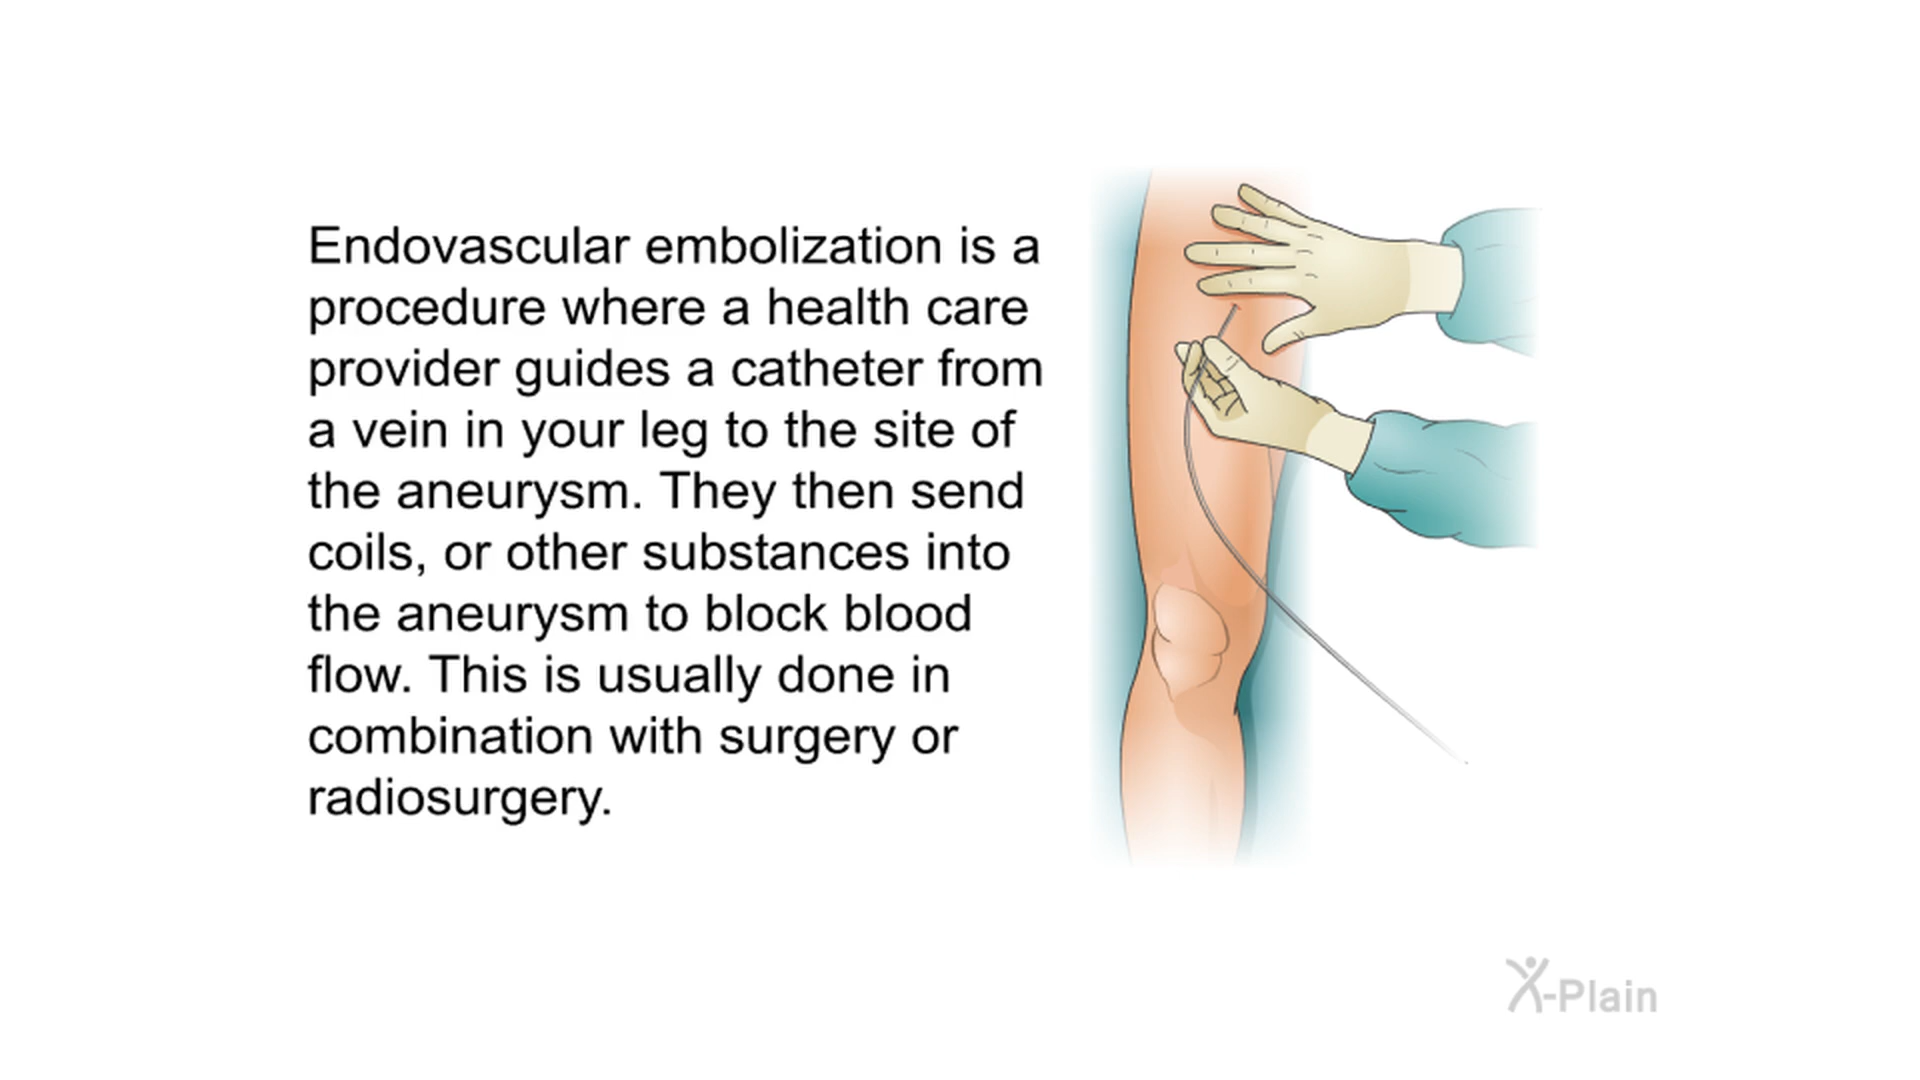 Endovascular embolization is a
procedure where a health care
provider guides a catheter from
a vein in your leg to the site of
the aneurysm. They then send
coils, or other substances into
the aneurysm to block blood
flow. This is usually done in
combination with surgery or
radiosurgery.
X-Plain